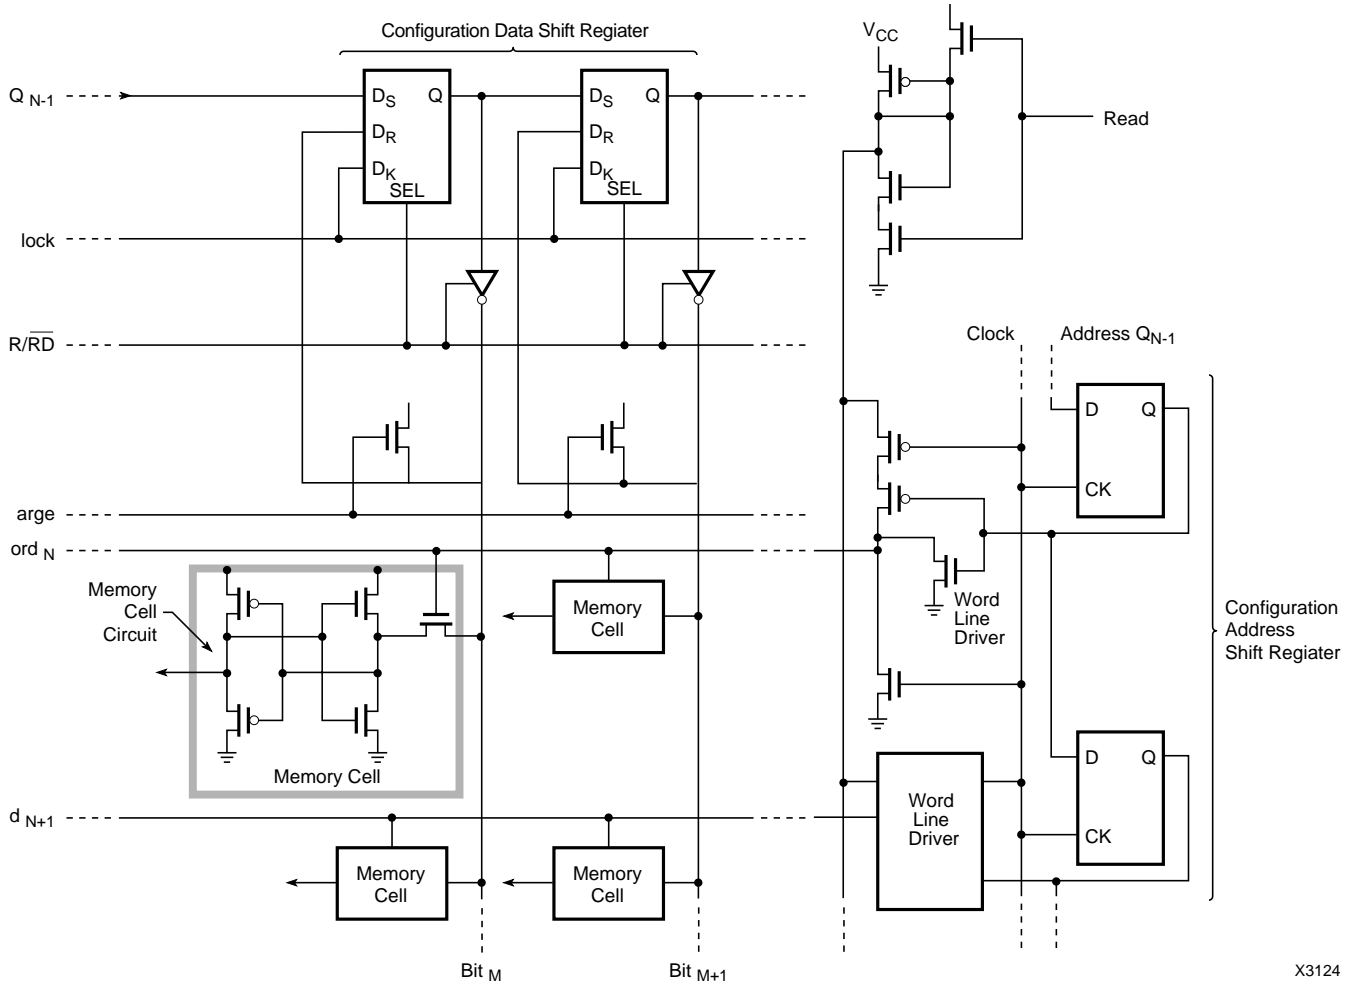 Configuration Data Shift Regiater
VCC
Q N-1
DS
Q
DR
DK
SEL
DS
Q
DR
DK
SEL
Read
lock
R/RD
Clock
Address QN-1
D
Q
CK
arge
ord N
Memory
Cell
Circuit
Memory Cell
Memory
Cell
Word
Line
Driver
Configuration
Address
Shift Regiater
D
Q
CK
Word
Line
Driver
d N+1
Memory
Cell
Memory
Cell
Bit M
Bit M+1
X3124